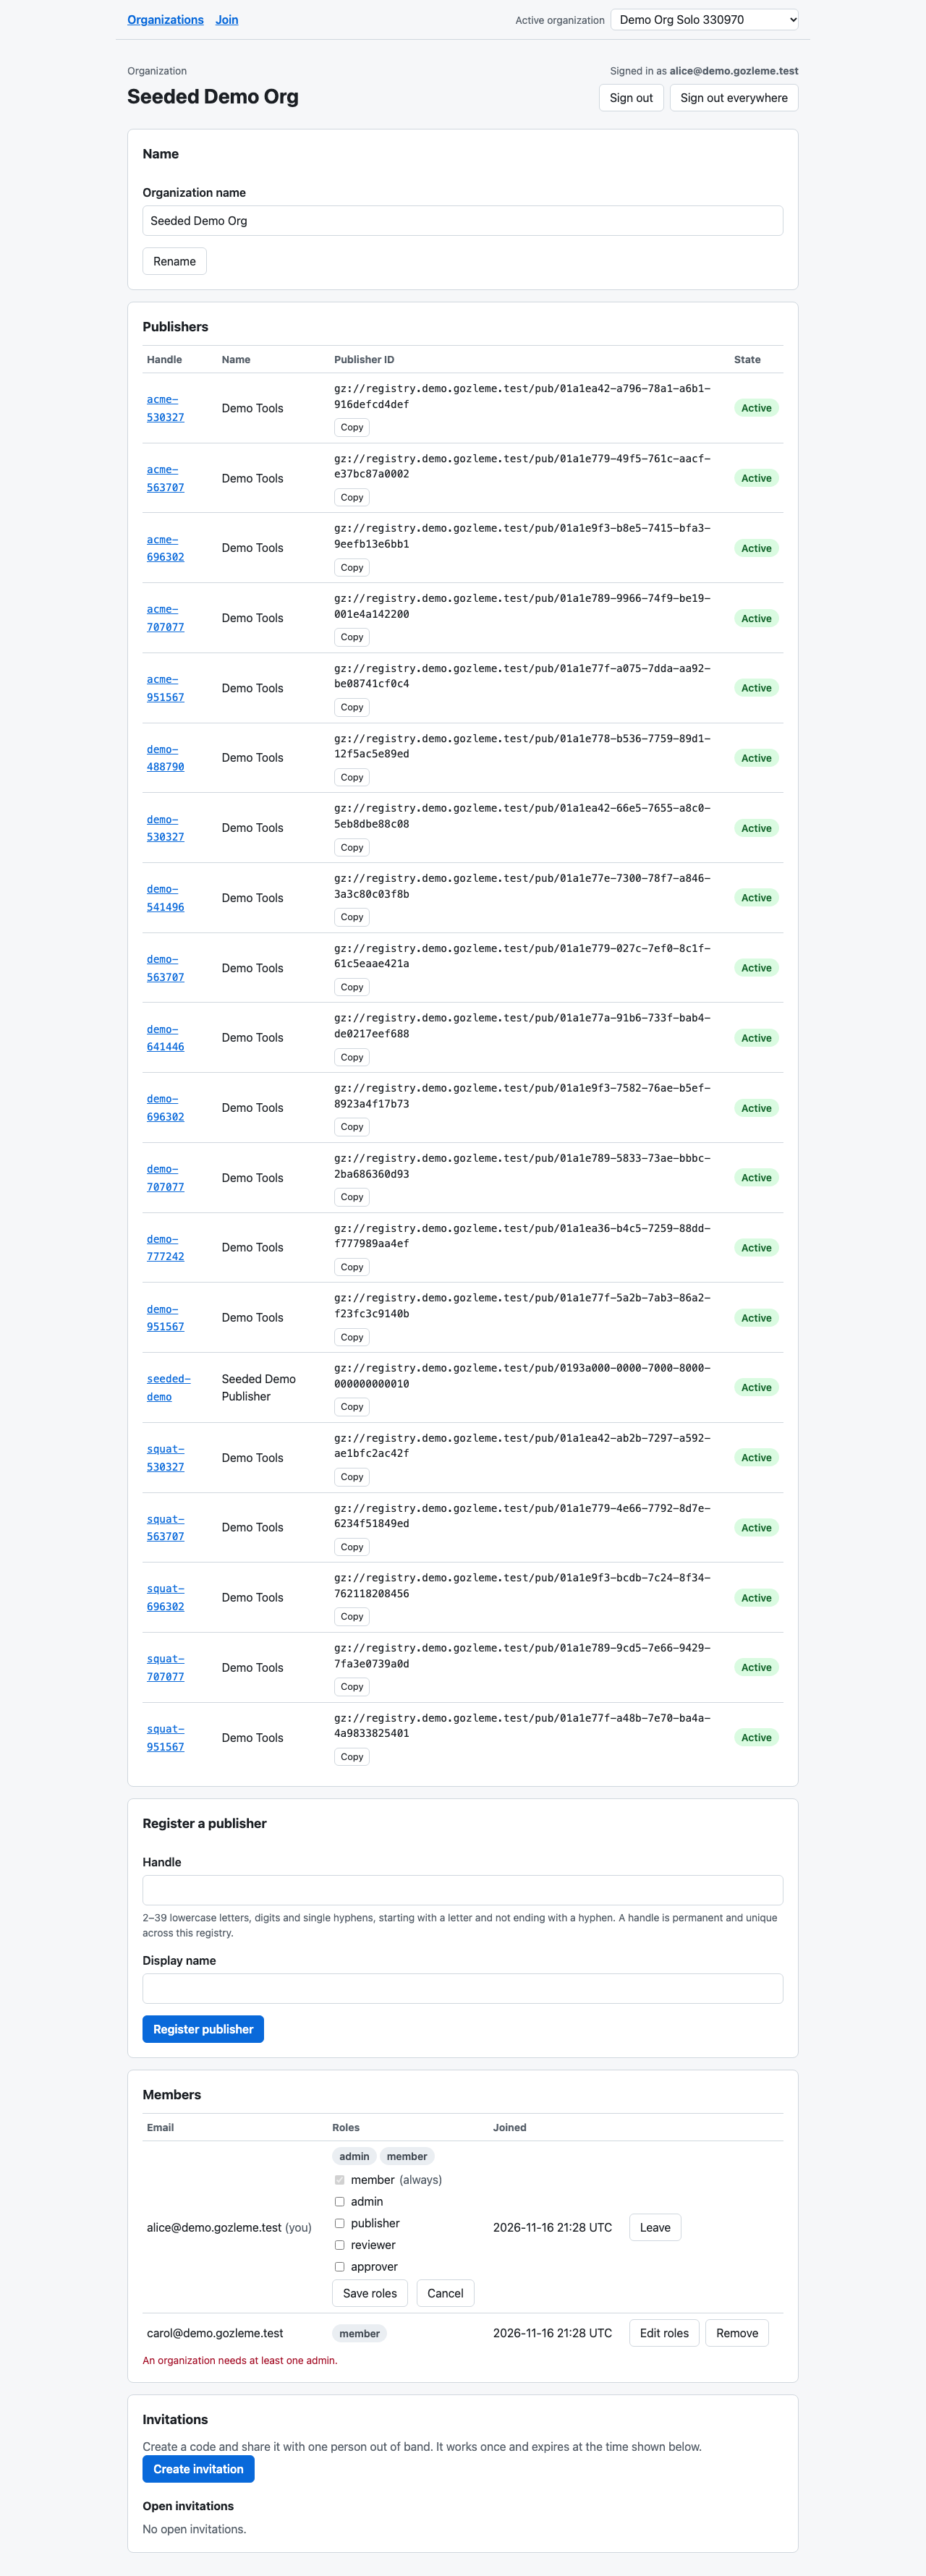 Organizations Join Active organization Demo Org Solo 330970
Organization Signed in as alice@demo.gozleme.test
Seeded Demo Org Sign out Sign out everywhere
Name
Organization name
Seeded Demo Org
Rename
Publishers
Handle Name Publisher ID State
acme-530327 Demo Tools gz://registry.demo.gozleme.test/pub/01a1ea42-a796-78a1-a6b1-916defcd4def Active
Copy
acme-563707 Demo Tools gz://registry.demo.gozleme.test/pub/01a1e779-49f5-761c-aacf-e37bc87a0002 Active
Copy
acme-696302 Demo Tools gz://registry.demo.gozleme.test/pub/01a1e9f3-b8e5-7415-bfa3-9eefb13e6bb1 Active
Copy
acme-707077 Demo Tools gz://registry.demo.gozleme.test/pub/01a1e789-9966-74f9-be19-001e4a142200 Active
Copy
acme-951567 Demo Tools gz://registry.demo.gozleme.test/pub/01a1e77f-a075-7dda-aa92-be08741cf0c4 Active
Copy
demo-488790 Demo Tools gz://registry.demo.gozleme.test/pub/01a1e778-b536-7759-89d1-12f5ac5e89ed Active
Copy
demo-530327 Demo Tools gz://registry.demo.gozleme.test/pub/01a1ea42-66e5-7655-a8c0-5eb8dbe88c08 Active
Copy
demo-541496 Demo Tools gz://registry.demo.gozleme.test/pub/01a1e77e-7300-78f7-a846-3a3c80c03f8b Active
Copy
demo-563707 Demo Tools gz://registry.demo.gozleme.test/pub/01a1e779-027c-7ef0-8c1f-61c5eaae421a Active
Copy
demo-641446 Demo Tools gz://registry.demo.gozleme.test/pub/01a1e77a-91b6-733f-bab4-de0217eef688 Active
Copy
demo-696302 Demo Tools gz://registry.demo.gozleme.test/pub/01a1e9f3-7582-76ae-b5ef-8923a4f17b73 Active
Copy
demo-707077 Demo Tools gz://registry.demo.gozleme.test/pub/01a1e789-5833-73ae-bbbc-2ba686360d93 Active
Copy
demo-777242 Demo Tools gz://registry.demo.gozleme.test/pub/01a1ea36-b4c5-7259-88dd-f777989aa4ef Active
Copy
demo-951567 Demo Tools gz://registry.demo.gozleme.test/pub/01a1e77f-5a2b-7ab3-86a2-f23fc3c9140b Active
Copy
seeded-demo Seeded Demo Publisher gz://registry.demo.gozleme.test/pub/0193a000-0000-7000-8000-000000000010 Active
Copy
squat-530327 Demo Tools gz://registry.demo.gozleme.test/pub/01a1ea42-ab2b-7297-a592-ae1bfc2ac42f Active
Copy
squat-563707 Demo Tools gz://registry.demo.gozleme.test/pub/01a1e779-4e66-7792-8d7e-6234f51849ed Active
Copy
squat-696302 Demo Tools gz://registry.demo.gozleme.test/pub/01a1e9f3-bcdb-7c24-8f34-762118208456 Active
Copy
squat-707077 Demo Tools gz://registry.demo.gozleme.test/pub/01a1e789-9cd5-7e66-9429-7fa3e0739a0d Active
Copy
squat-951567 Demo Tools gz://registry.demo.gozleme.test/pub/01a1e77f-a48b-7e70-ba4a-4a9833825401 Active
Copy
Register a publisher
Handle
2–39 lowercase letters, digits and single hyphens, starting with a letter and not ending with a hyphen. A handle is permanent and unique
across this registry.
Display name
Register publisher
Members
Email Roles Joined
admin member
member (always)
admin
alice@demo.gozleme.test (you) publisher 2026-11-16 21:28 UTC Leave
reviewer
approver
Save roles Cancel
carol@demo.gozleme.test member 2026-11-16 21:28 UTC Edit roles Remove
An organization needs at least one admin.
Invitations
Create a code and share it with one person out of band. It works once and expires at the time shown below.
Create invitation
Open invitations
No open invitations.